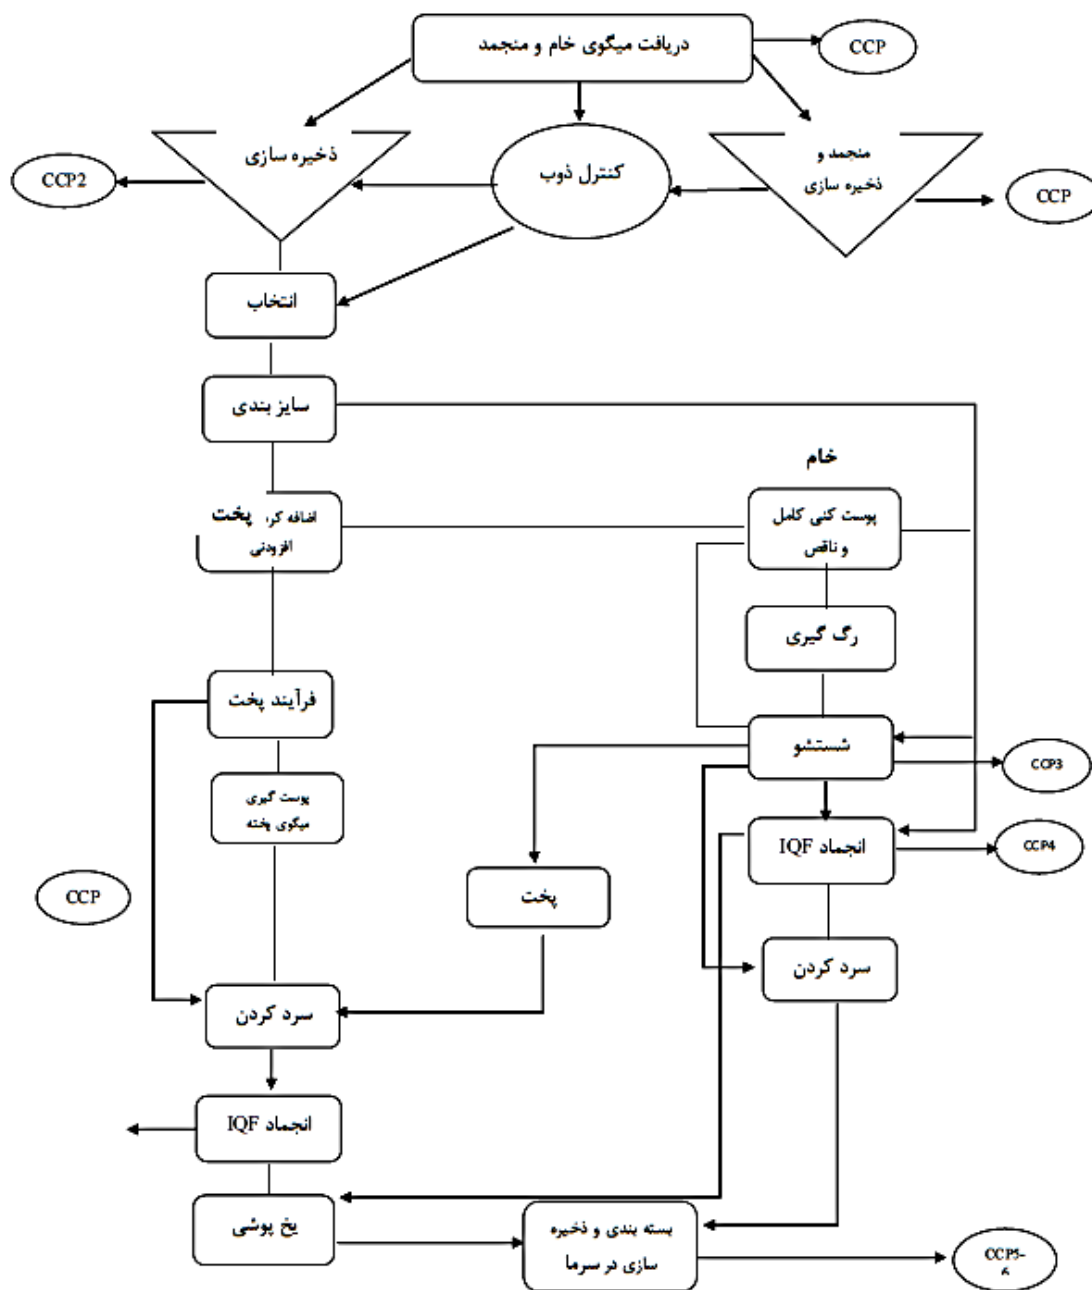 دریافت میگوی خام و منجمد
CCP
منجمد و
ذخیره سازی
CCP
کنترل ذوب
ذخیره سازی
CCP2
انتخاب
سایز بندی
خام
پوست کنی کامل
و ناقص
اضافه کر،
پخت
افزودنی
رگ گیری
فرآیند پخت
شستشو
CCP3
پوست گیری
میگوی پخته
انجماد IQF
CCP4
CCP
پخت
سرد کردن
سرد کردن
انجماد IQF
یخ پوشی
بسته بندی و ذخیره
سازی در سرما
CCP5-
6